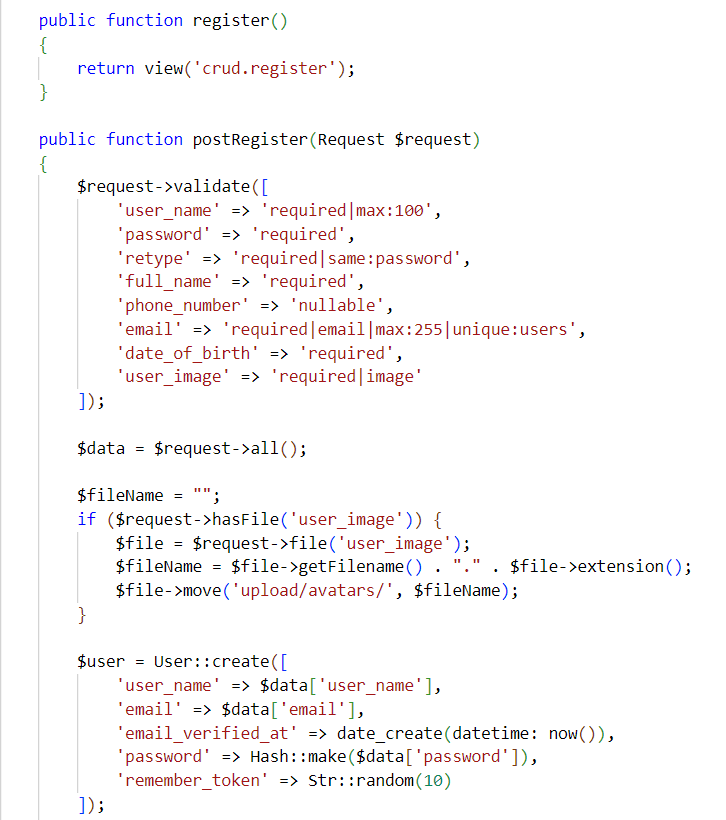 public function register()
{
    return view('crud.register');
}

public function postRegister(Request $request)
{
    $request->validate([
        'user_name' => 'required|max:100',
        'password' => 'required',
        'retype' => 'required|same:password',
        'full_name' => 'required',
        'phone_number' => 'nullable',
        'email' => 'required|email|max:255|unique:users',
        'date_of_birth' => 'required',
        'user_image' => 'required|image'
    ]);

    $data = $request->all();

    $fileName = "";
    if ($request->hasFile('user_image')) {
        $file = $request->file('user_image');
        $fileName = $file->getFilename() . "." . $file->extension();
        $file->move('upload/avatars/', $fileName);
    }

    $user = User::create([
        'user_name' => $data['user_name'],
        'email' => $data['email'],
        'email_verified_at' => date_create(datetime: now()),
        'password' => Hash::make($data['password']),
        'remember_token' => Str::random(10)
    ]);